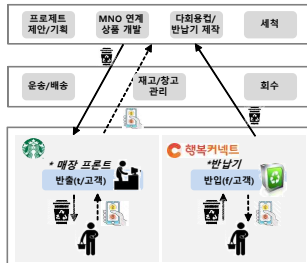 프로젝트
제안/기획
MNO 연계
상품 개발
다회용컵/
반납기 제작
세척
운송/배송
재고/창고
관리
회수
행복커넥트
* 매장 프론트
반출(t/고객)
*반납기
반입(f/고객)